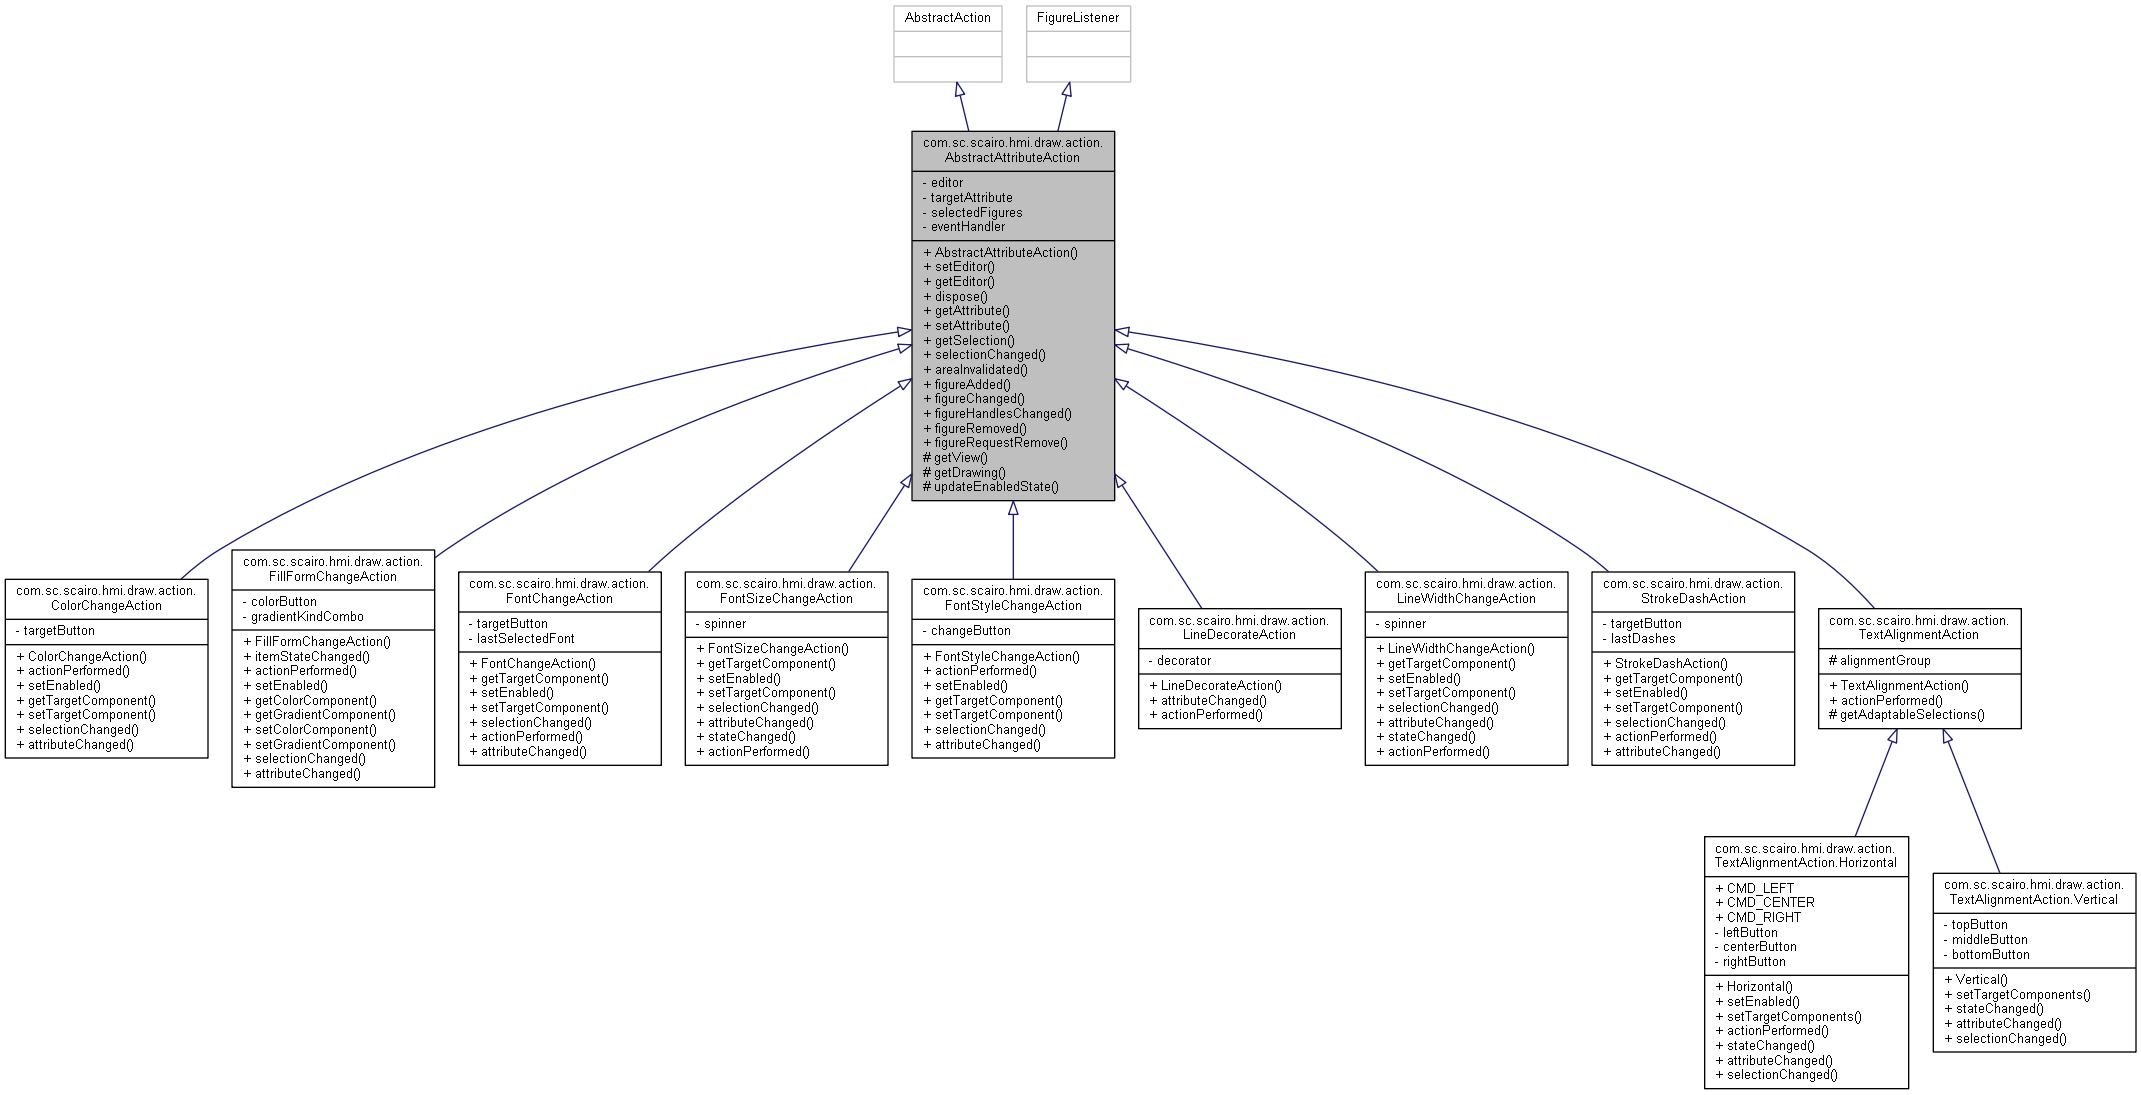 AbstractAction
FigureListener
com.sc.scairo.hmi.draw.action.
AbstractAttributeAction
- editor
- targetAttribute
- selectedFigures
- eventHandler
+ AbstractAttributeAction()
+ setEditor()
+ getEditor()
+ dispose()
+ getAttribute()
+ setAttribute()
+ getSelection()
+ selectionChanged()
+ areaInvalidated()
+ figureAdded()
+ figureChanged()
+ figureHandlesChanged()
+ figureRemoved()
+ figureRequestRemove()
# getView()
# getDrawing()
# updateEnabledState()
com.sc.scairo.hmi.draw.action.
ColorChangeAction
- targetButton
+ ColorChangeAction()
+ actionPerformed()
+ setEnabled()
+ getTargetComponent()
+ setTargetComponent()
+ selectionChanged()
+ attributeChanged()
com.sc.scairo.hmi.draw.action.
FillFormChangeAction
- colorButton
- gradientKindCombo
+ FillFormChangeAction()
+ itemStateChanged()
+ actionPerformed()
+ setEnabled()
+ getColorComponent()
+ getGradientComponent()
+ setColorComponent()
+ setGradientComponent()
+ selectionChanged()
+ attributeChanged()
com.sc.scairo.hmi.draw.action.
FontChangeAction
- targetButton
- lastSelectedFont
+ FontChangeAction()
+ getTargetComponent()
+ setEnabled()
+ setTargetComponent()
+ selectionChanged()
+ actionPerformed()
+ attributeChanged()
com.sc.scairo.hmi.draw.action.
FontSizeChangeAction
- spinner
+ FontSizeChangeAction()
+ getTargetComponent()
+ setEnabled()
+ setTargetComponent()
+ selectionChanged()
+ attributeChanged()
+ stateChanged()
+ actionPerformed()
com.sc.scairo.hmi.draw.action.
FontStyleChangeAction
- changeButton
+ FontStyleChangeAction()
+ actionPerformed()
+ setEnabled()
+ getTargetComponent()
+ setTargetComponent()
+ selectionChanged()
+ attributeChanged()
com.sc.scairo.hmi.draw.action.
LineDecorateAction
- decorator
+ LineDecorateAction()
+ attributeChanged()
+ actionPerformed()
com.sc.scairo.hmi.draw.action.
LineWidthChangeAction
- spinner
+ LineWidthChangeAction()
+ getTargetComponent()
+ setEnabled()
+ setTargetComponent()
+ selectionChanged()
+ attributeChanged()
+ stateChanged()
+ actionPerformed()
com.sc.scairo.hmi.draw.action.
StrokeDashAction
- targetButton
- lastDashes
+ StrokeDashAction()
+ getTargetComponent()
+ setEnabled()
+ setTargetComponent()
+ selectionChanged()
+ actionPerformed()
+ attributeChanged()
com.sc.scairo.hmi.draw.action.
TextAlignmentAction
# alignmentGroup
+ TextAlignmentAction()
+ actionPerformed()
# getAdaptableSelections()
com.sc.scairo.hmi.draw.action.
TextAlignmentAction.Horizontal
+ CMD_LEFT
+ CMD_CENTER
+ CMD_RIGHT
- leftButton
- centerButton
- rightButton
+ Horizontal()
+ setEnabled()
+ setTargetComponents()
+ actionPerformed()
+ stateChanged()
+ attributeChanged()
+ selectionChanged()
com.sc.scairo.hmi.draw.action.
TextAlignmentAction.Vertical
- topButton
- middleButton
- bottomButton
+ Vertical()
+ setTargetComponents()
+ stateChanged()
+ attributeChanged()
+ selectionChanged()